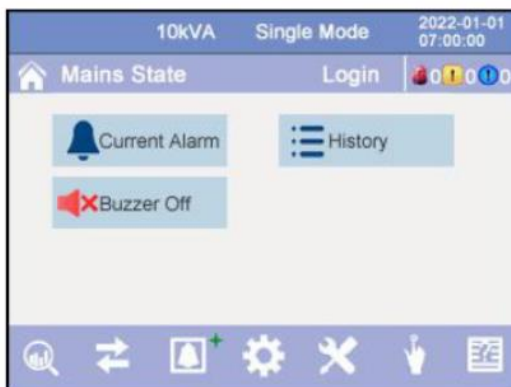 10kVA Single Mode 2022-01-01
07:00:00
Mains State Login 0 ! 0 0
Current Alarm History
Buzzer Off